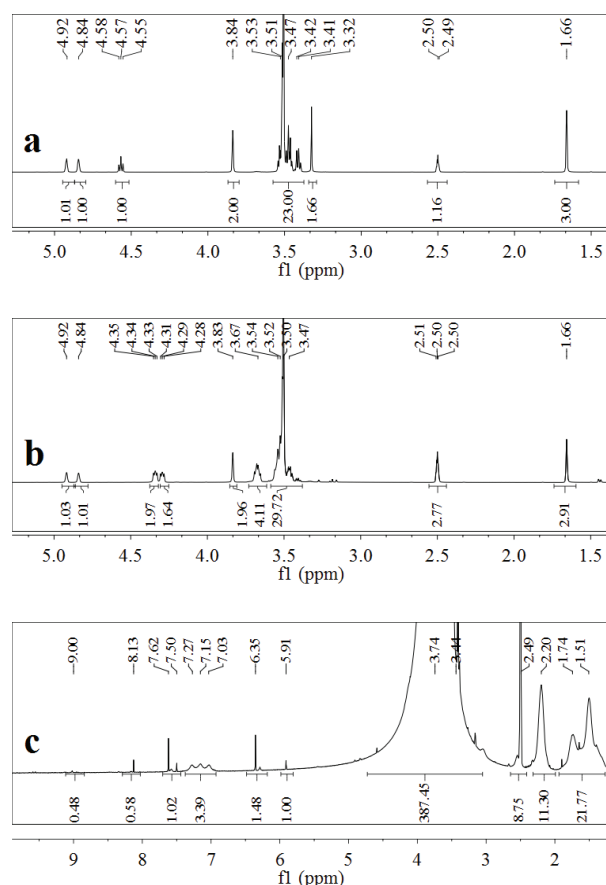 4.92 4.84 4.58 4.57 4.55 3.84 3.53 3.51 3.47 3.42 3.41 3.32 2.50 2.49 1.66
a
1.01 1.00 1.00 2.00 23.00 1.66 1.16 3.00
5.0 4.5 4.0 3.5 3.0 2.5 2.0 1.5
f1 (ppm)
4.92 4.84 4.35 4.34 4.33 4.31 4.29 4.28 3.83 3.67 3.54 3.52 3.50 3.47 2.51 2.50 2.50 1.66
b
1.03 1.01 1.97 1.64 1.96 4.11 29.72 2.77 2.91
5.0 4.5 4.0 3.5 3.0 2.5 2.0 1.5
f1 (ppm)
9.00 8.13 7.62 7.50 7.27 7.15 7.03 6.35 5.91 3.74 3.44 2.49 2.20 1.74 1.51
c
0.48 0.58 1.02 3.39 1.48 1.00 387.45 8.75 11.30 21.77
9 8 7 6 5 4 3 2
f1 (ppm)